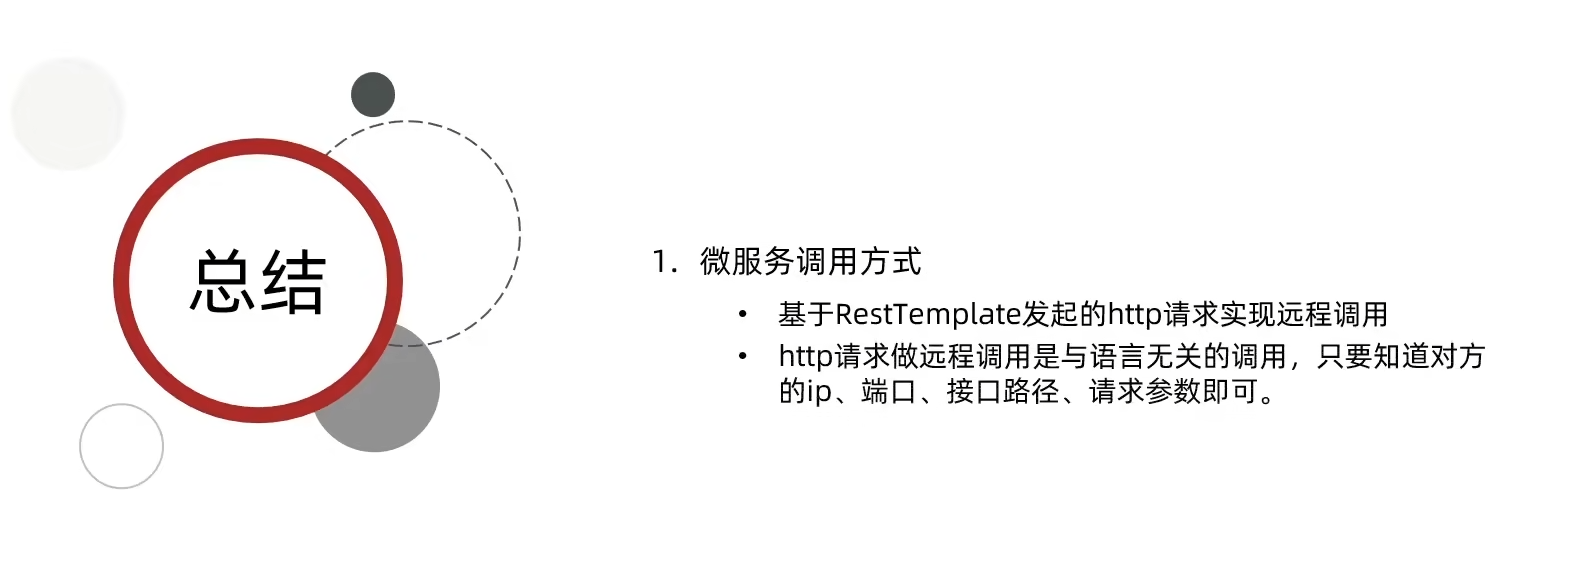 总结
1. 微服务调用方式
• 基于RestTemplate发起的http请求实现远程调用
• http请求做远程调用是与语言无关的调用，只要知道对方
的ip、端口、接口路径、请求参数即可。